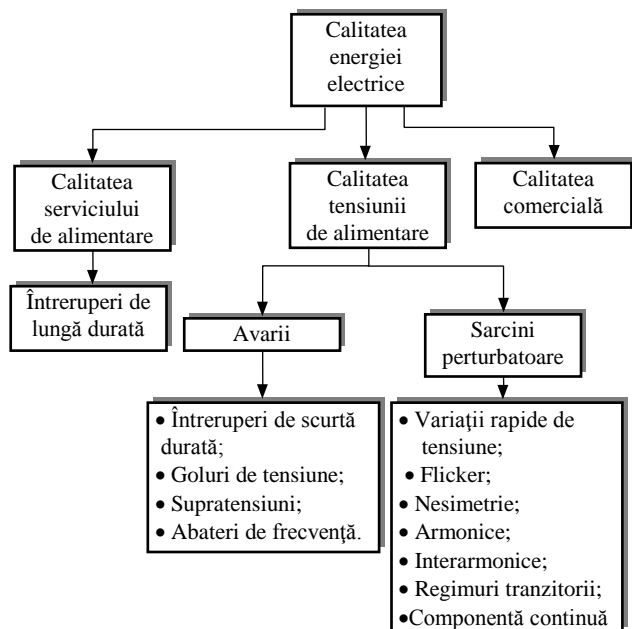 Calitatea
energiei
electrice
Calitatea
serviciului
de alimentare
Calitatea
tensiunii
de alimentare
Calitatea
comercială
Întreruperi de
lungă durată
Avarii
Sarcini
perturbatoare
• Întreruperi de scurtă
durată;
• Goluri de tensiune;
• Supratensiuni;
• Abateri de frecvenţă.
• Variaţii rapide de
tensiune;
• Flicker;
• Nesimetrie;
• Armonice;
• Interarmonice;
• Regimuri tranzitorii;
•Componentă continuă